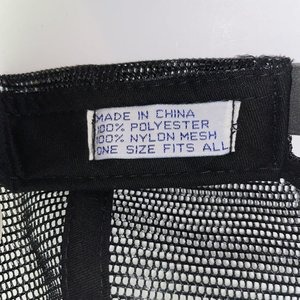 MADE IN CHINA
100% POLYESTER
100% NYLON MESH
ONE SIZE FITS ALL